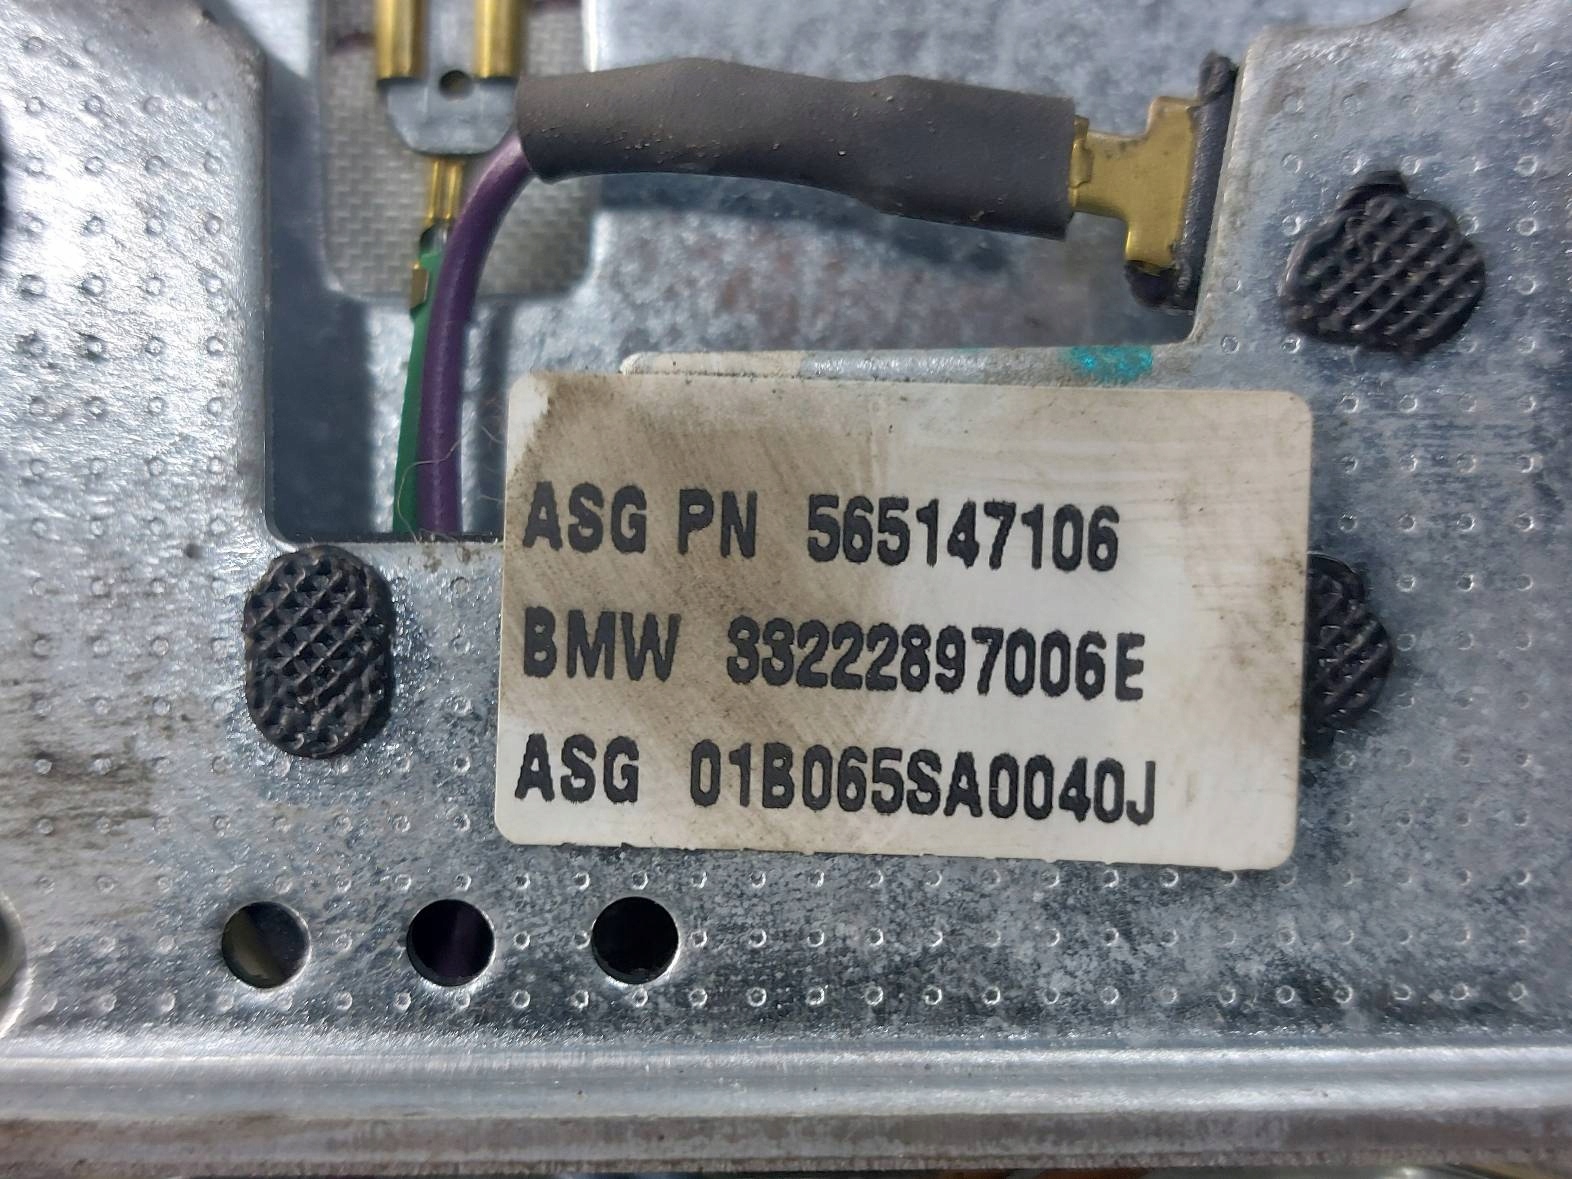 ASG PN 565147106
BMW 33222897006E
ASG 01B065SA0040J